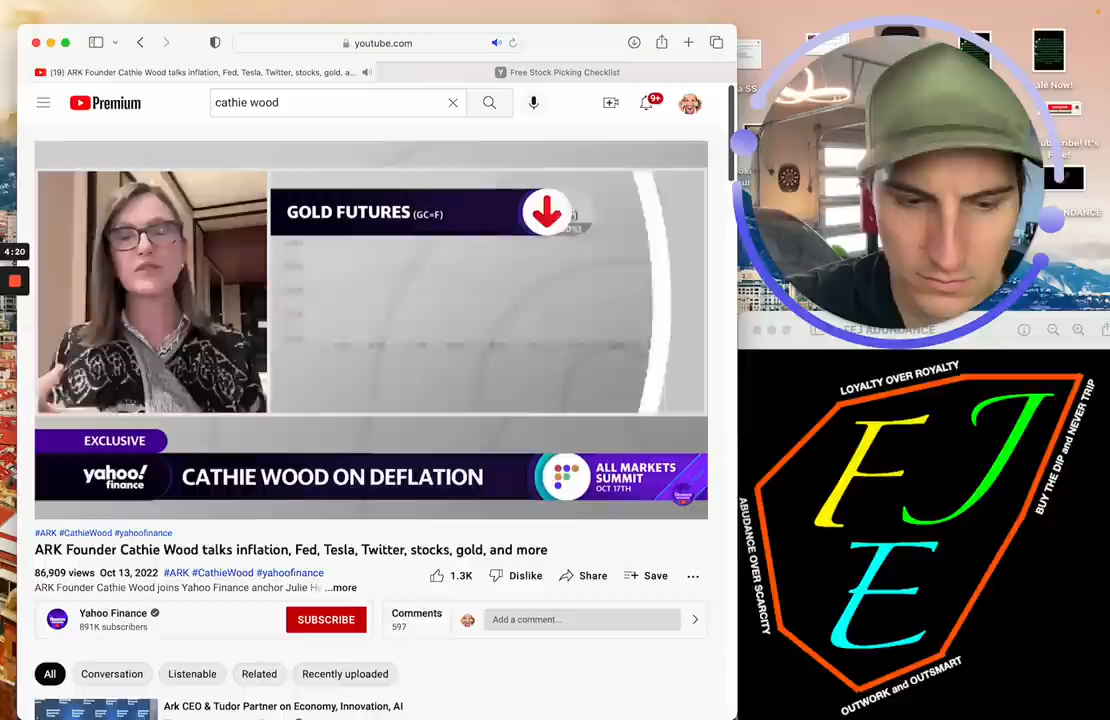 youtube.com
(19) ARK Founder Cathie Wood talks inflation, Fed, Tesla, Twitter, stocks, gold, a...
Free Stock Picking Checklist
Premium
cathie wood
9+
GOLD FUTURES (GC=F)
4:20
EXCLUSIVE
yahoo!
finance
CATHIE WOOD ON DEFLATION
ALL MARKETS
SUMMIT
OCT 17TH
#ARK #CathieWood #yahoofinance
ARK Founder Cathie Wood talks inflation, Fed, Tesla, Twitter, stocks, gold, and more
86,909 views Oct 13, 2022 #ARK #CathieWood #yahoofinance
1.3K
Dislike
Share
Save
ARK Founder Cathie Wood joins Yahoo Finance anchor Julie Hy ...more
Yahoo Finance
891K subscribers
SUBSCRIBE
Comments
597
Add a comment...
All
Conversation
Listenable
Related
Recently uploaded
Ark CEO & Tudor Partner on Economy, Innovation, AI
ale Now!
ubscribe! It's
Free!
NDANCE
LOYALTY OVER ROYALTY
BUY THE DIP and NEVER TRIP
ABUDANCE OVER SCARCITY
OUTWORK and OUTSMART
F J
E